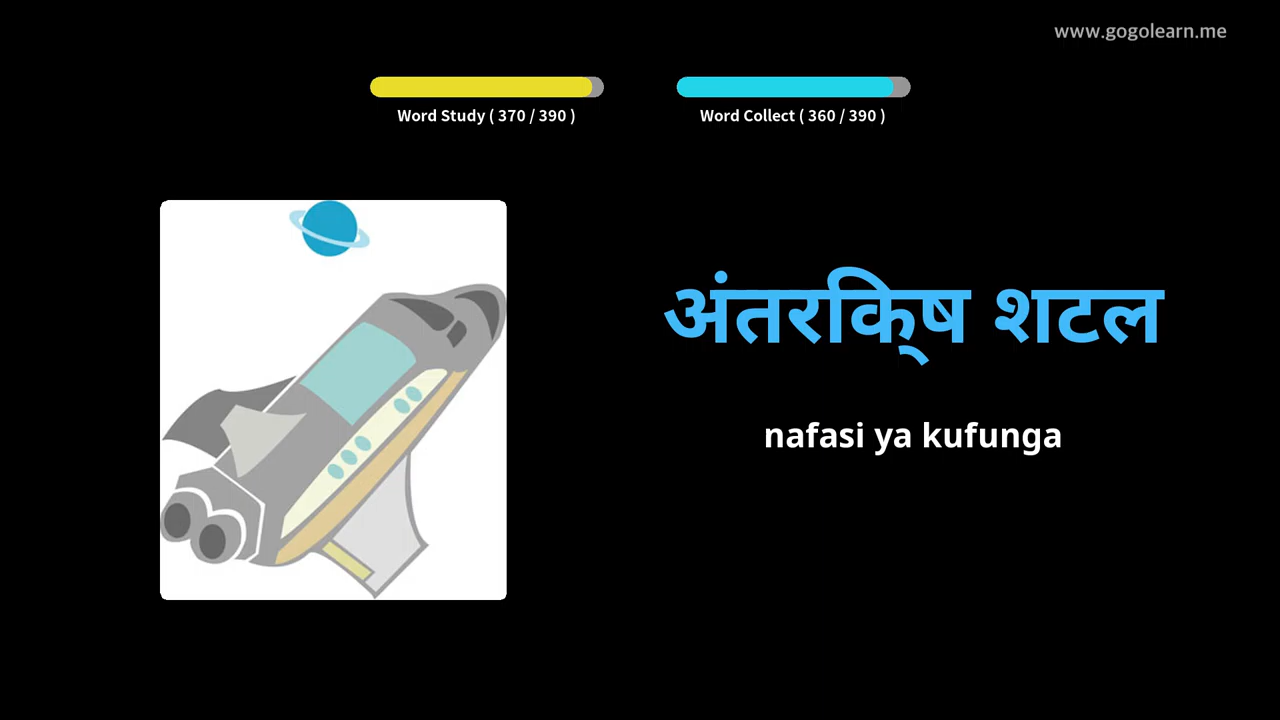 www.gogolearn.me
Word Study ( 370 / 390 )
Word Collect ( 360 / 390 )
अंतरकि्ष शटल
nafasi ya kufunga